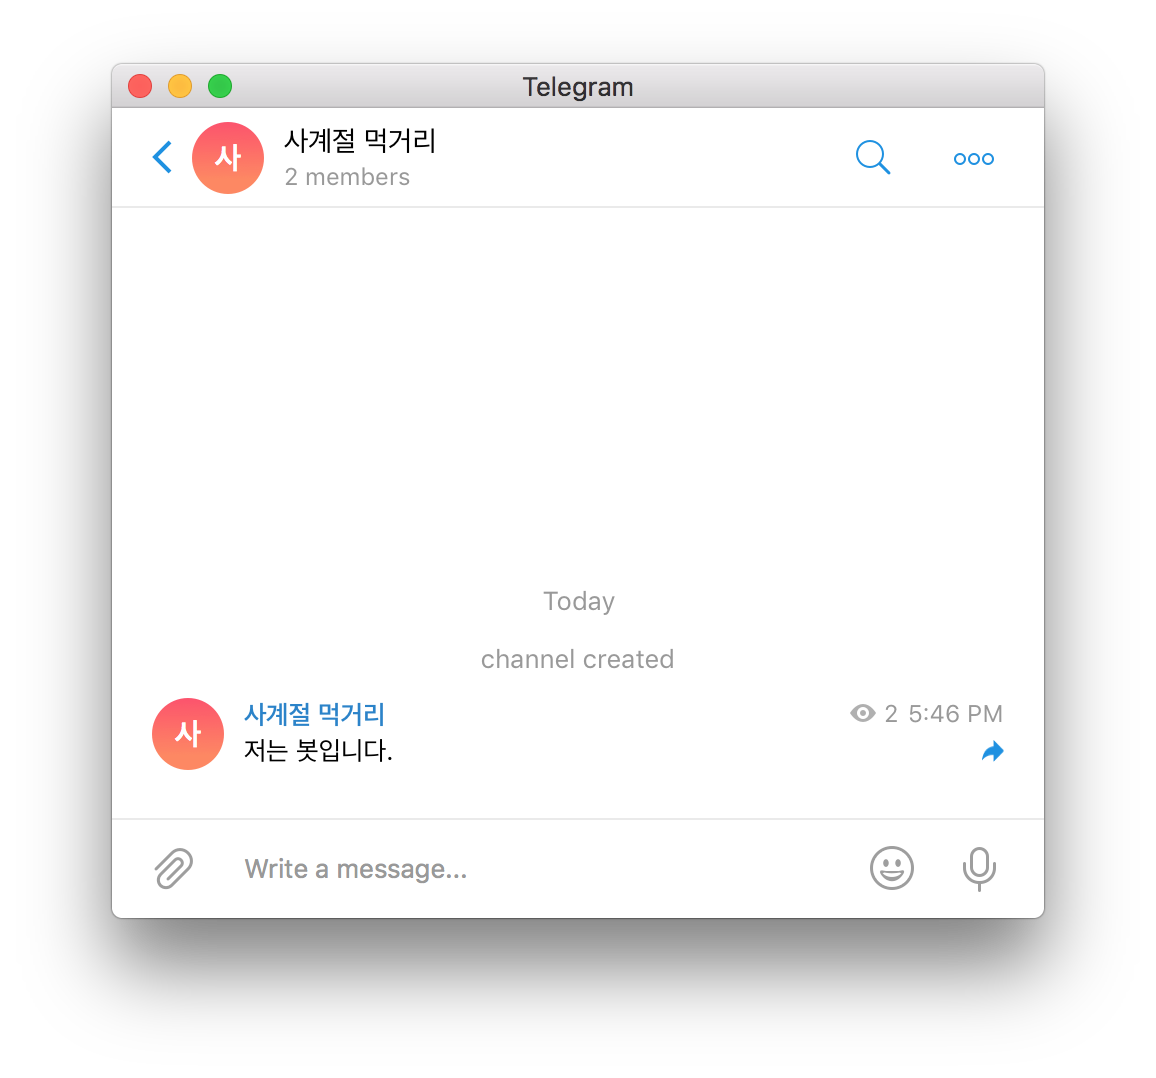 Telegram
사
사계절 먹거리
2 members
Today
channel created
사
사계절 먹거리
2 5:46 PM
저는 봇입니다.
Write a message...